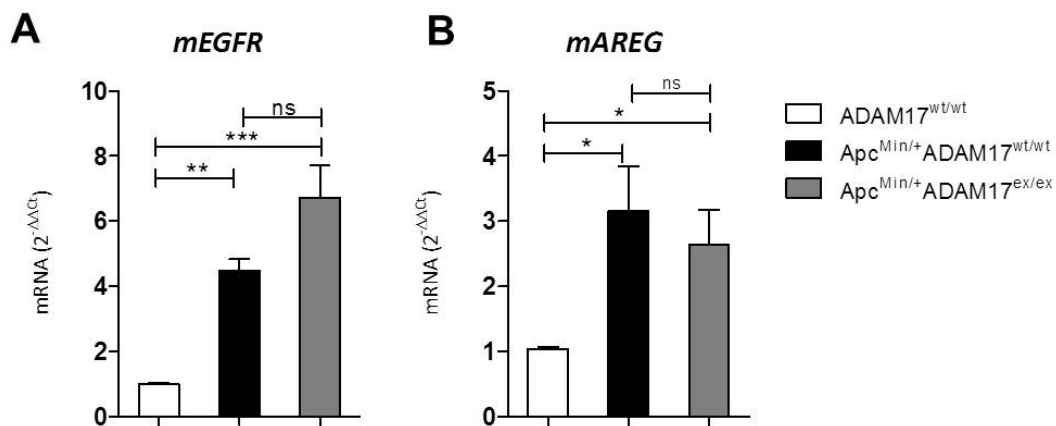 A
mEGFR
mRNA (2^-ΔΔCt)
10
8
6
4
2
0
ns
***
**
B
mAREG
mRNA (2^-ΔΔCt)
5
4
3
2
1
0
ns
*
*
ADAM17^wt/wt
Apc^Min/+ADAM17^wt/wt
Apc^Min/+ADAM17^ex/ex